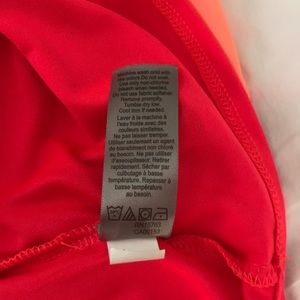 Machine wash cold with
like colors Do not soak.
Use only non-chlorine
bleach when needed.
Do not use fabric softener.
Remove promptly.
Tumble dry low.
Cool iron if needed.
Laver à la machine à
l'eau froide avec des
couleurs similaires.
Ne pas laisser tremper.
Utiliser seulement un agent
de blanchiment non chloré
au besoin. Ne pas utiliser
d'assouplisseur. Retirer
rapidement. Sécher par
culbutage à basse
température. Repasser à
basse température
au besoin.
RN15763